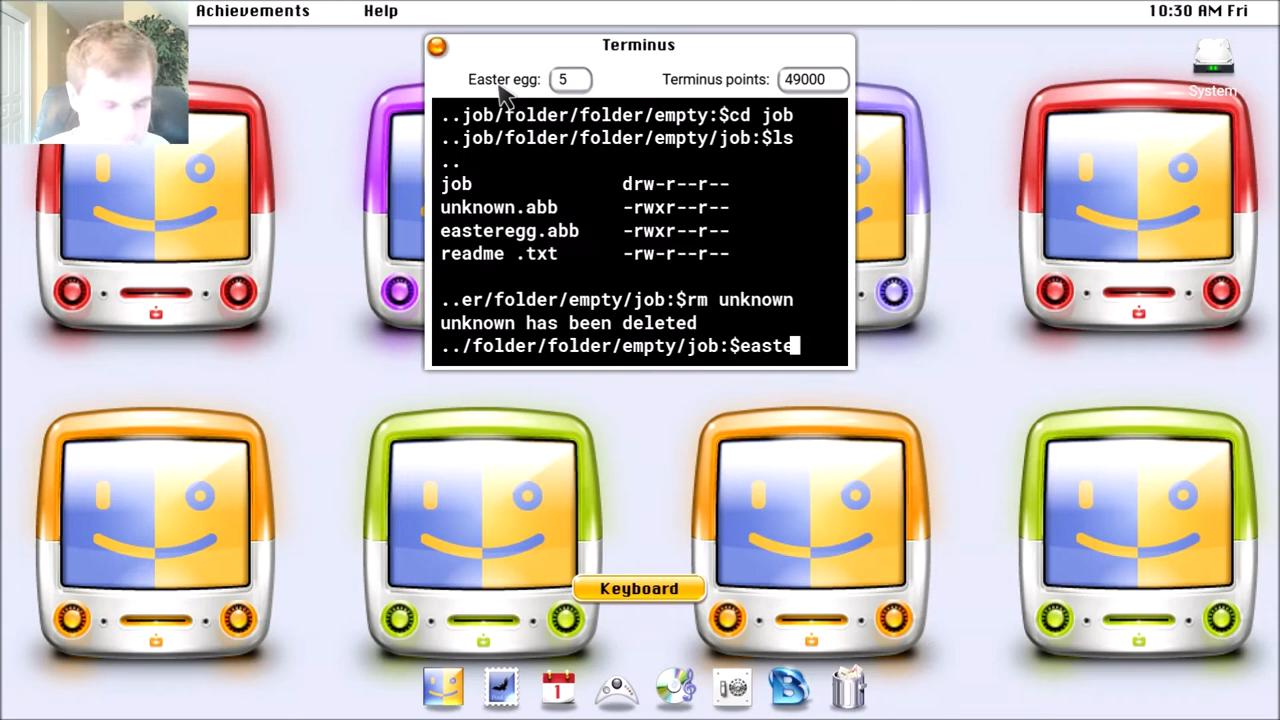 Achievements Help 10:30 AM Fri
Terminus
Easteregg: 5 Terminus points: 49000
System
..job/folder/folder/empty:$cd job
..job/folder/folder/empty/job:$ls
..
job drw-r--r--
unknown.abb -rwxr--r--
easteregg.abb -rwxr--r--
readme .txt -rw-r--r--
..er/folder/empty/job:$rm unknown
unknown has been deleted
../folder/folder/empty/job:$easte
Keyboard
1
B